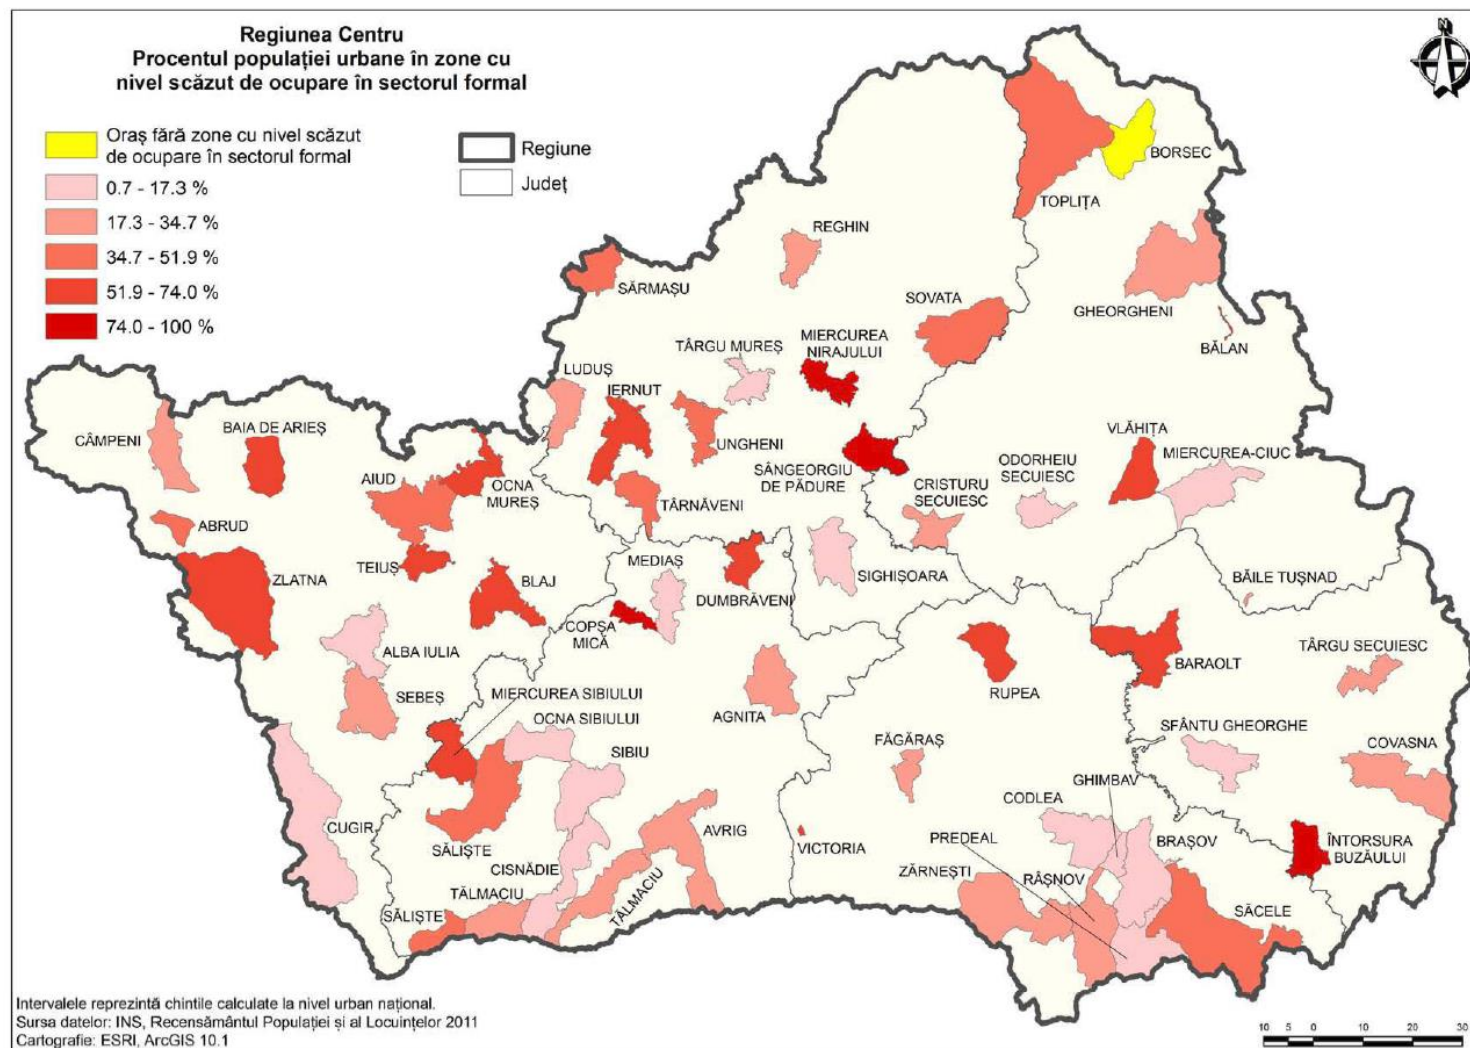 Regiunea Centru
Procentul populației urbane în zone cu
nivel scăzut de ocupare în sectorul formal
Oraș fără zone cu nivel scăzut
de ocupare în sectorul formal
0.7 - 17.3 %
17.3 - 34.7 %
34.7 - 51.9 %
51.9 - 74.0 %
74.0 - 100 %
Regiune
Județ
N
BORSEC
TOPLIȚA
REGHIN
SĂRMAȘU
SOVATA
GHEORGHENI
BĂLAN
TÂRGU MUREȘ
MIERCUREA
NIRAJULUI
LUDUȘ
IERNUT
CÂMPENI
BAIA DE ARIEȘ
UNGHENI
VLĂHIȚA
MIERCUREA-CIUC
AIUD
OCNA
MUREȘ
SÂNGEORGIU
DE PĂDURE
ODORHEIU
SECUIESC
CRISTURU
SECUIESC
TÂRNĂVENI
ABRUD
TEIUȘ
BLAJ
MEDIAȘ
SIGHIȘOARA
ZLATNA
DUMBRĂVENI
BĂILE TUȘNAD
COPȘA
MICĂ
ALBA IULIA
TÂRGU SECUIESC
BARAOLT
SEBEȘ
MIERCUREA SIBIULUI
RUPEA
OCNA SIBIULUI
AGNITA
SFÂNTU GHEORGHE
SIBIU
FĂGĂRAȘ
COVASNA
GHIMBAV
CODLEA
CUGIR
AVRIG
PREDEAL
BRAȘOV
ÎNTORSURA
BUZĂULUI
SĂLIȘTE
VICTORIA
CISNĂDIE
ZĂRNEȘTI
RÂȘNOV
TĂLMACIU
TĂLMACIU
SĂLIȘTE
SĂCELE
Intervalele reprezintă chintile calculate la nivel urban național.
Sursa datelor: INS, Recensământul Populației și al Locuințelor 2011
Cartografie: ESRI, ArcGIS 10.1
10 5 0 10 20 30